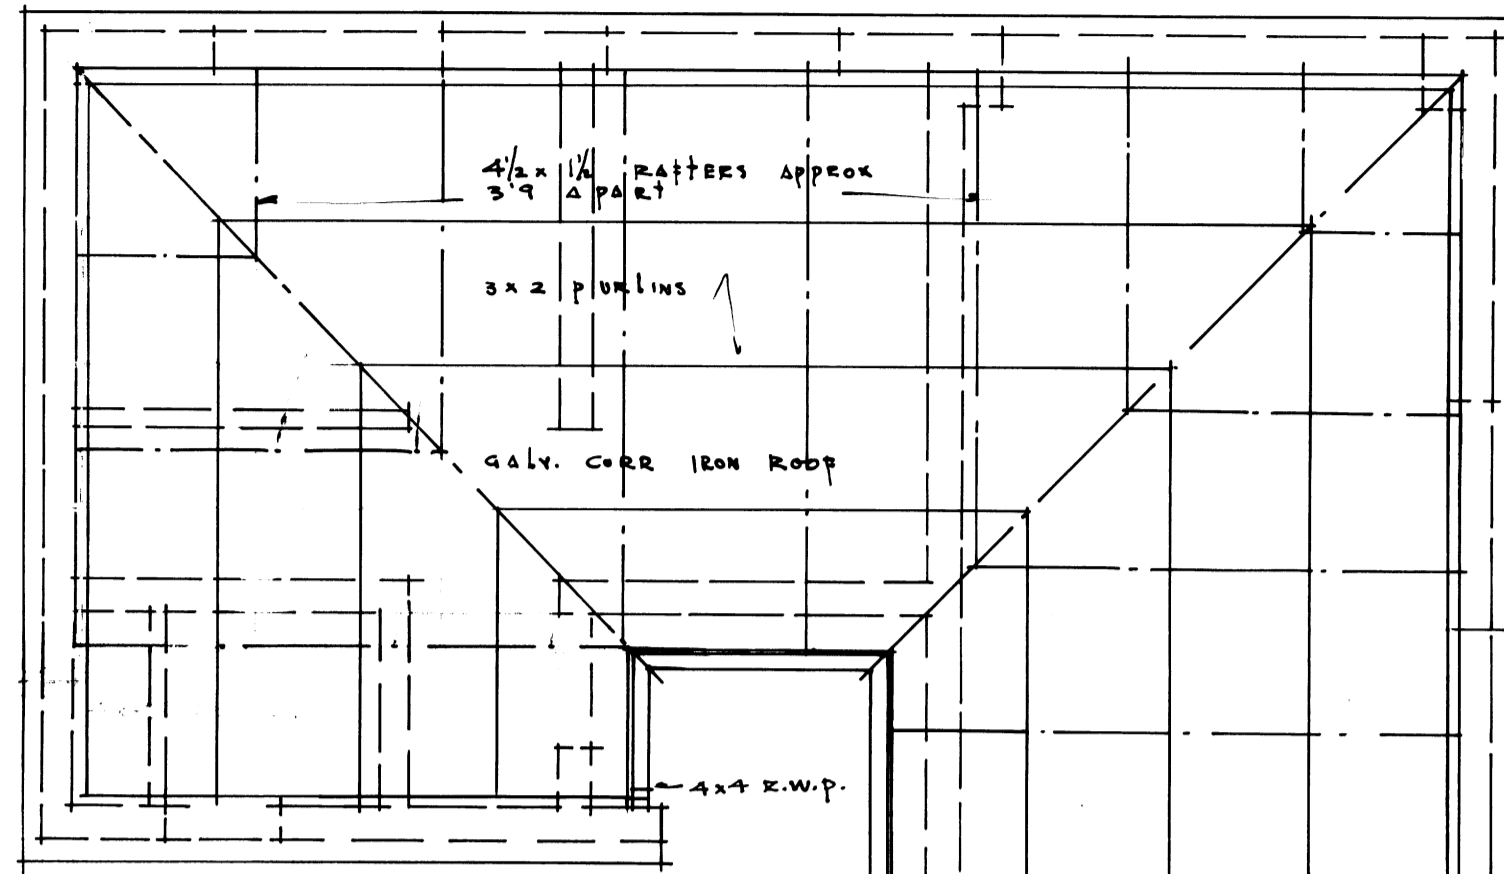 4½ x 1½ RAFTERS APPROX
3'9 APART
3 x 2 PURLINS
GALV. CORR IRON ROOF
4x4 R.W.P.